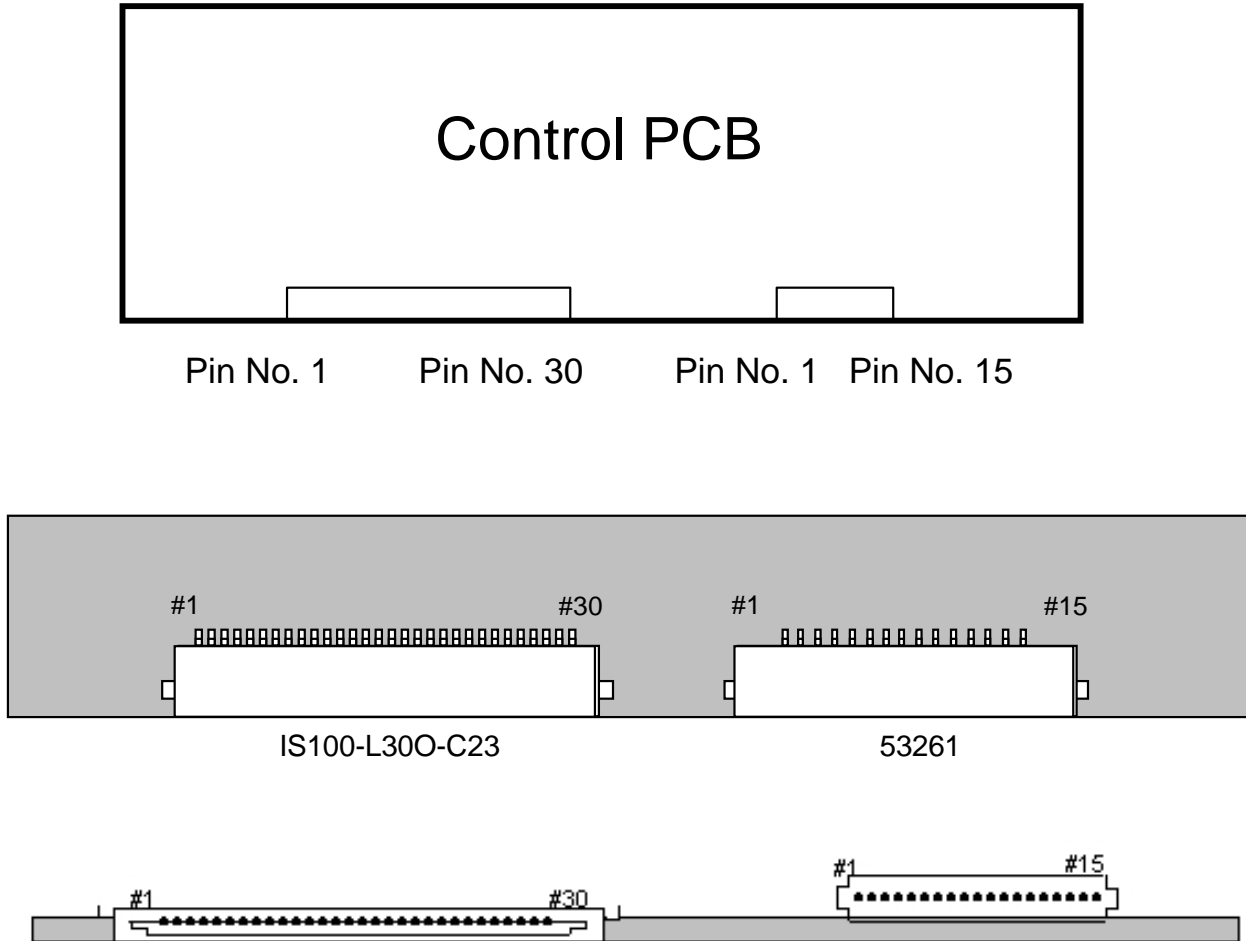 Control PCB
Pin No. 1 Pin No. 30 Pin No. 1 Pin No. 15
#1 #30 #1 #15
IS100-L30O-C23 53261
#1 #15
#1 #30